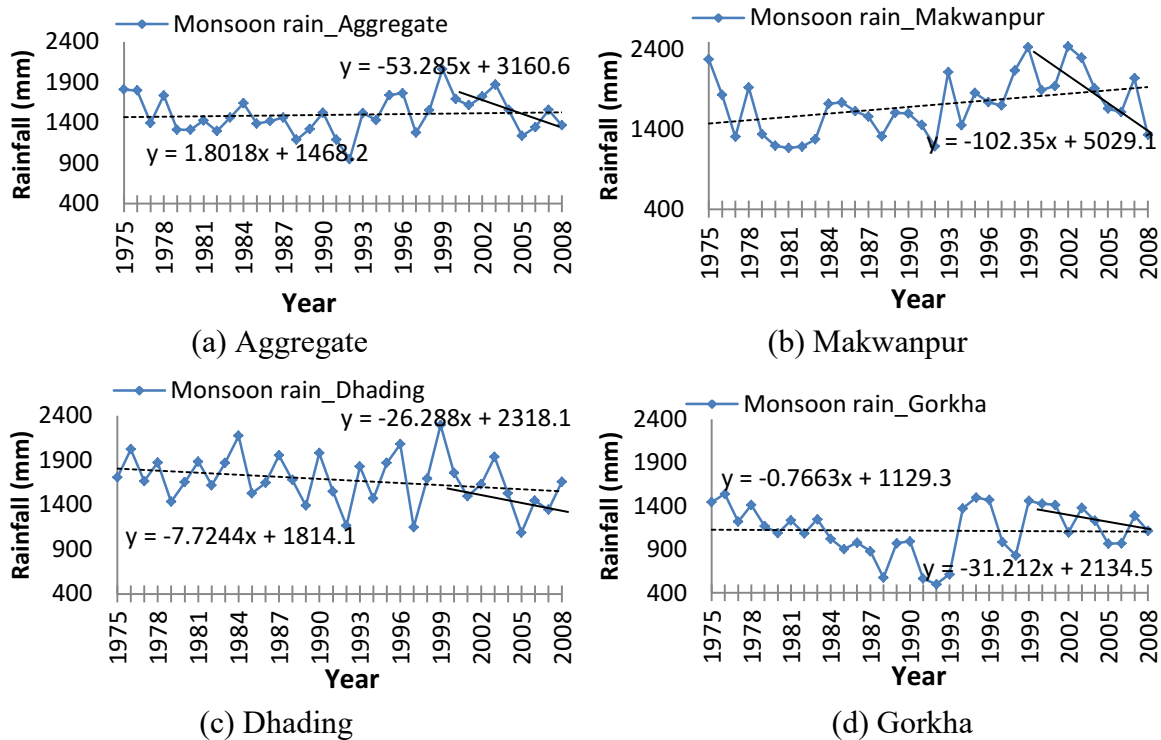 Monsoon rain_Aggregate
Rainfall (mm)
2400
1900
1400
900
400
y = -53.285x + 3160.6
y = 1.8018x + 1468.2
1975
1978
1981
1984
1987
1990
1993
1996
1999
2002
2005
2008
Year
(a) Aggregate
Monsoon rain_Makwanpur
Rainfall (mm)
2400
1400
400
y = -102.35x + 5029.1
1975
1978
1981
1984
1987
1990
1993
1996
1999
2002
2005
2008
Year
(b) Makwanpur
Monsoon rain_Dhading
Rainfall (mm)
2400
1900
1400
900
400
y = -26.288x + 2318.1
y = -7.7244x + 1814.1
1975
1978
1981
1984
1987
1990
1993
1996
1999
2002
2005
2008
Year
(c) Dhading
Monsoon rain_Gorkha
Rainfall (mm)
2400
1900
1400
900
400
y = -0.7663x + 1129.3
y = -31.212x + 2134.5
1975
1978
1981
1984
1987
1990
1993
1996
1999
2002
2005
2008
Year
(d) Gorkha